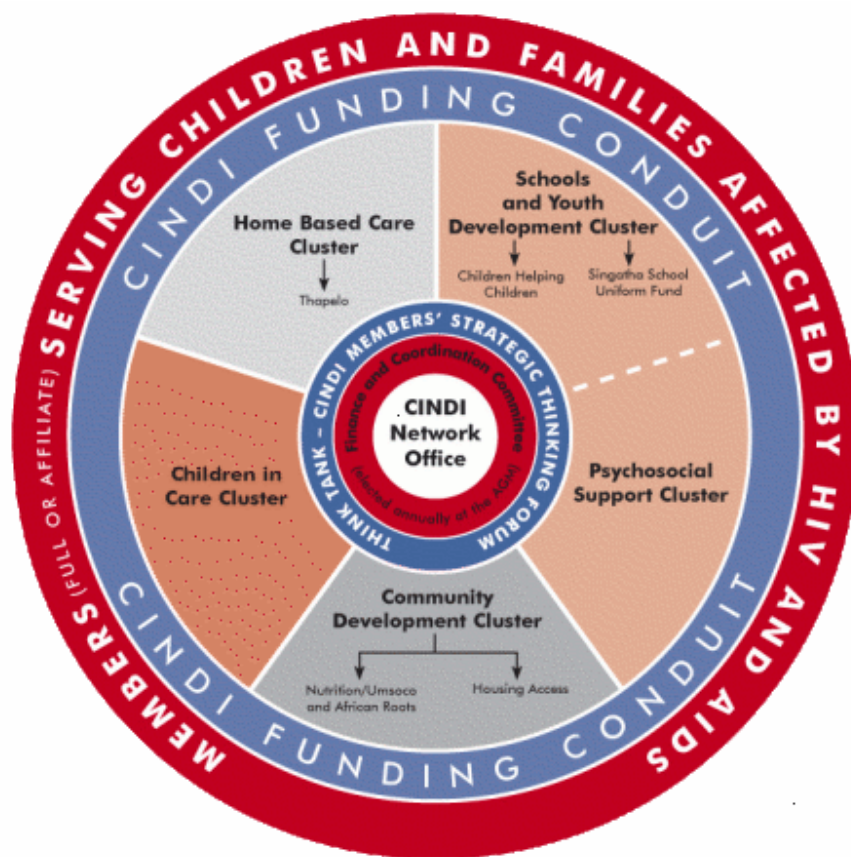 MEMBERS (FULL OR AFFILIATE) SERVING CHILDREN AND FAMILIES AFFECTED BY HIV AND AIDS
CINDI FUNDING CONDUIT
Home Based Care
Cluster
Thapelo
Schools
and Youth
Development Cluster
Children Helping
Children
Singatha School
Uniform Fund
THINK TANK – CINDI MEMBERS' STRATEGIC THINKING FORUM
Finance and Coordination Committee
(elected annually at the AGM)
CINDI
Network
Office
Children in
Care Cluster
Psychosocial
Support Cluster
Community
Development Cluster
Nutrition/Umsoco
and African Roots
Housing Access
CINDI FUNDING CONDUIT